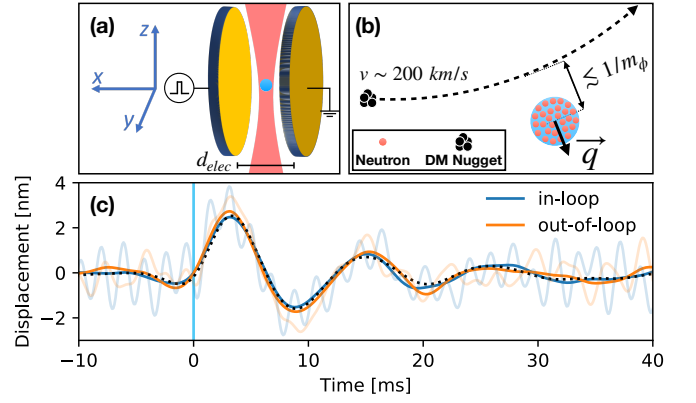 (a)
z
x
y
d_elec
(b)
v ~ 200 km/s
≲ 1/m_ϕ
q⃗
Neutron DM Nugget
(c)
in-loop
out-of-loop
Displacement [nm]
4
2
0
−2
−10 0 10 20 30 40
Time [ms]